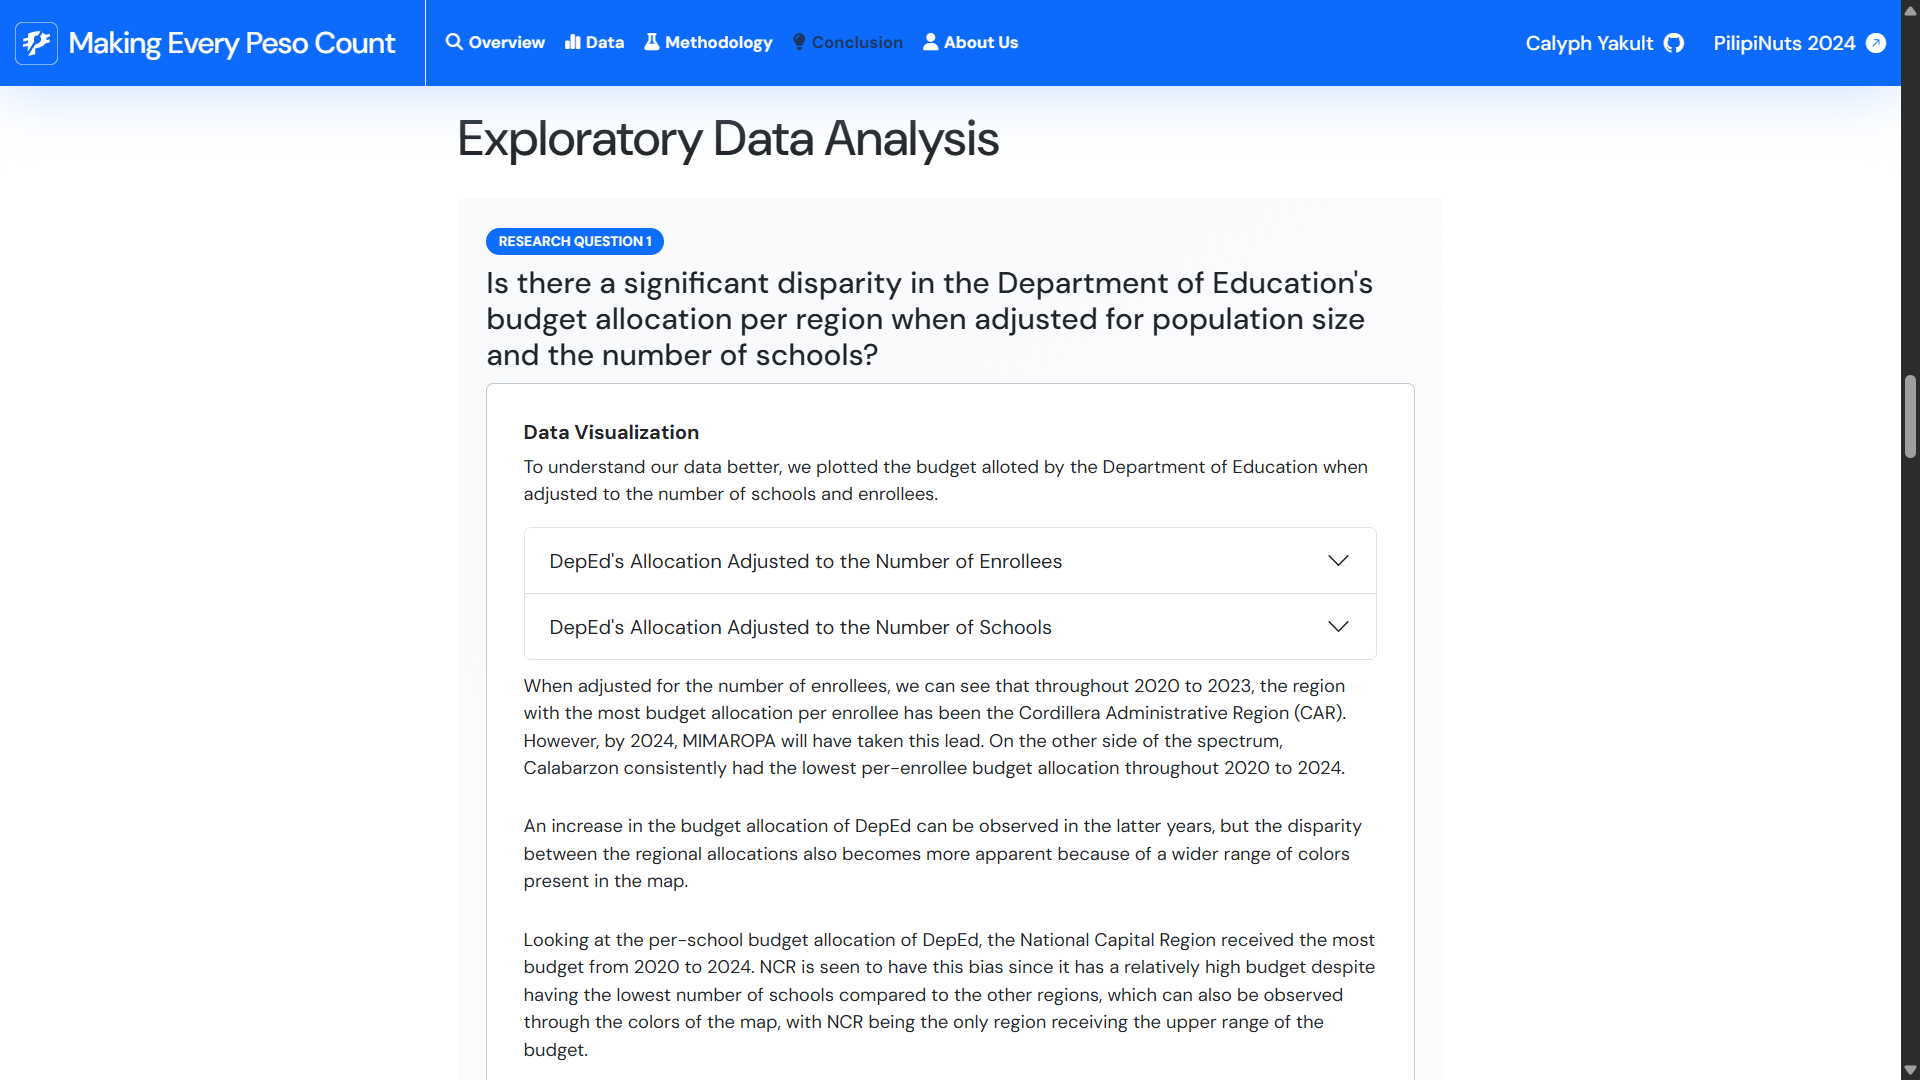 Making Every Peso Count
Overview
Data
Methodology
Conclusion
About Us
Calyph Yakult
PilipiNuts 2024
Exploratory Data Analysis
RESEARCH QUESTION 1
Is there a significant disparity in the Department of Education's
budget allocation per region when adjusted for population size
and the number of schools?
Data Visualization
To understand our data better, we plotted the budget alloted by the Department of Education when
adjusted to the number of schools and enrollees.
DepEd's Allocation Adjusted to the Number of Enrollees
DepEd's Allocation Adjusted to the Number of Schools
When adjusted for the number of enrollees, we can see that throughout 2020 to 2023, the region
with the most budget allocation per enrollee has been the Cordillera Administrative Region (CAR).
However, by 2024, MIMAROPA will have taken this lead. On the other side of the spectrum,
Calabarzon consistently had the lowest per-enrollee budget allocation throughout 2020 to 2024.
An increase in the budget allocation of DepEd can be observed in the latter years, but the disparity
between the regional allocations also becomes more apparent because of a wider range of colors
present in the map.
Looking at the per-school budget allocation of DepEd, the National Capital Region received the most
budget from 2020 to 2024. NCR is seen to have this bias since it has a relatively high budget despite
having the lowest number of schools compared to the other regions, which can also be observed
through the colors of the map, with NCR being the only region receiving the upper range of the
budget.